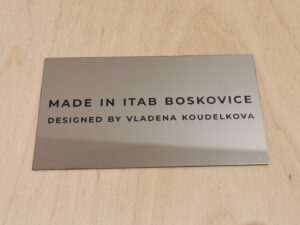 MADE IN ITAB BOSKOVICE
DESIGNED BY VLADENA KOUDELKOVA